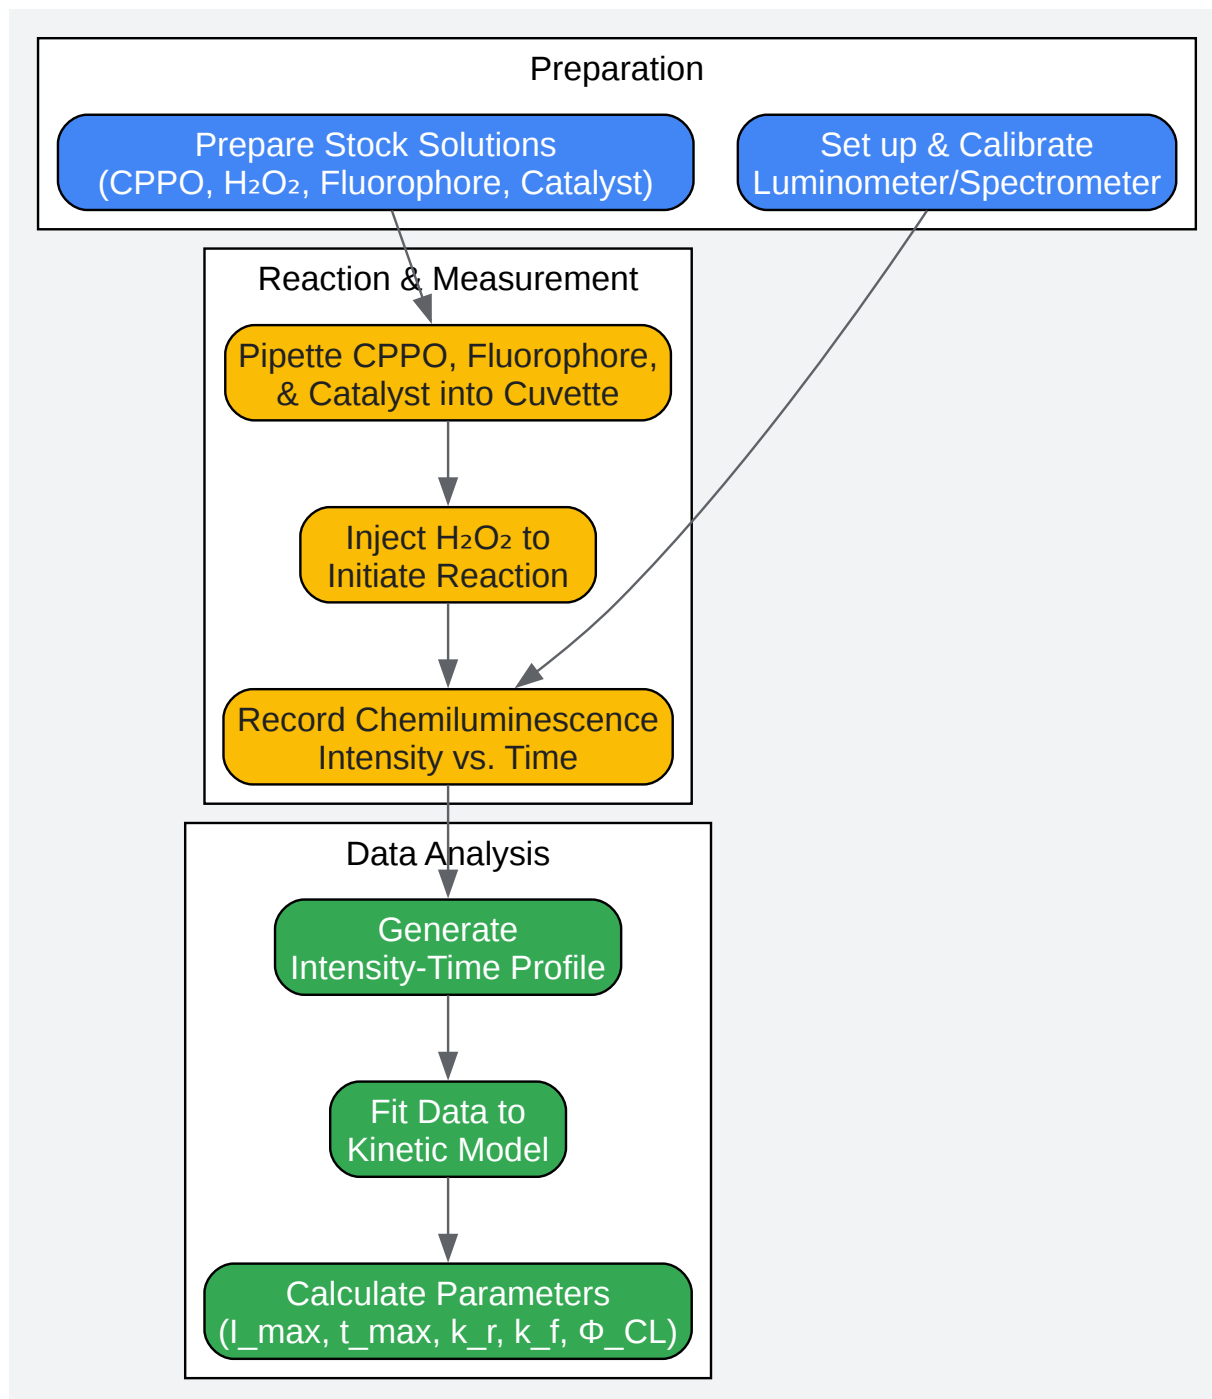 Preparation
Prepare Stock Solutions
(CPPO, H₂O₂, Fluorophore, Catalyst)
Set up & Calibrate
Luminometer/Spectrometer
Reaction & Measurement
Pipette CPPO, Fluorophore,
& Catalyst into Cuvette
Inject H₂O₂ to
Initiate Reaction
Record Chemiluminescence
Intensity vs. Time
Data Analysis
Generate
Intensity-Time Profile
Fit Data to
Kinetic Model
Calculate Parameters
(I_max, t_max, k_r, k_f, Φ_CL)